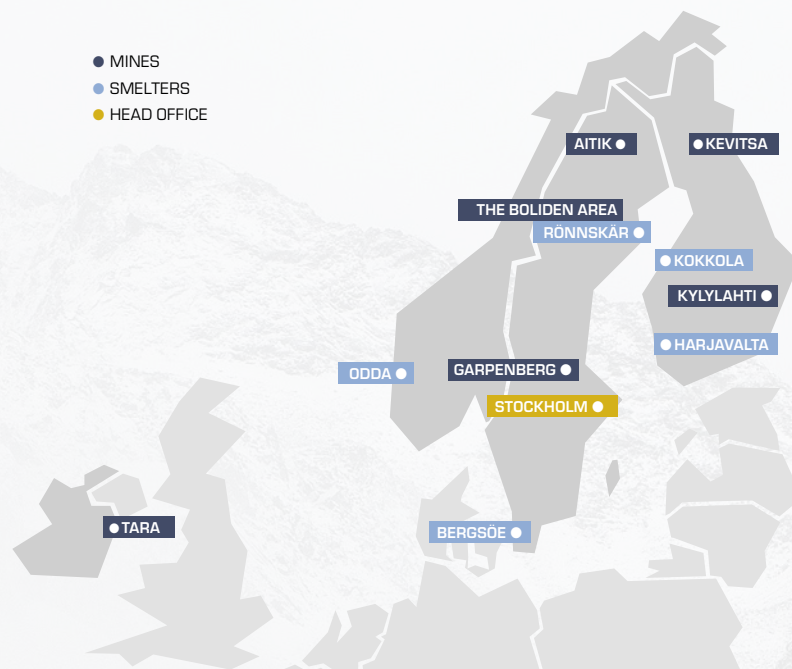 MINES
SMELTERS
HEAD OFFICE
AITIK
KEVITSA
THE BOLIDEN AREA
RÖNNSKÄR
KOKKOLA
KYLYLAHTI
HARJAVALTA
ODDA
GARPENBERG
STOCKHOLM
TARA
BERGSÖE